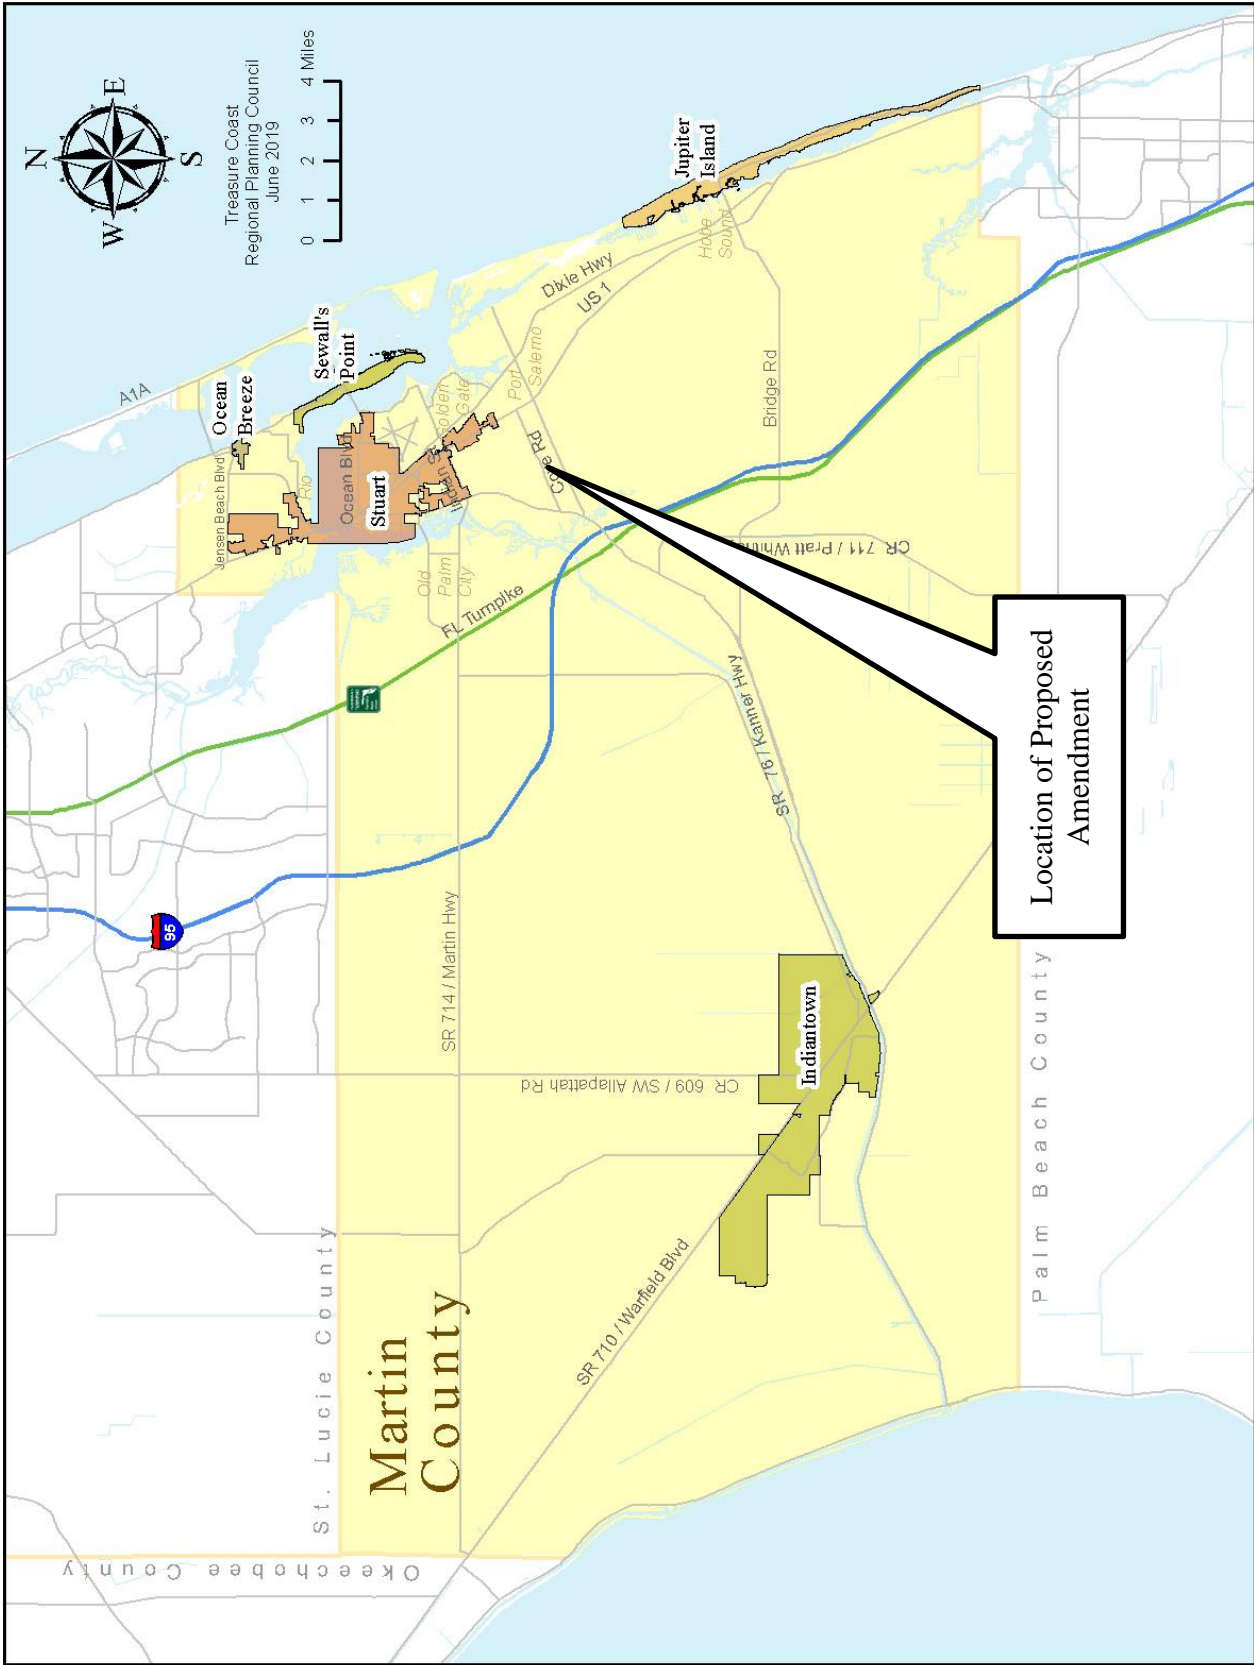 N
W
E
S
Treasure Coast
Regional Planning Council
June 2019
0 1 2 3 4 Miles
St. Lucie County
Okeechobee County
Martin
County
Palm Beach County
95
A1A
Jensen Beach Blvd
Ocean
Breeze
Sewall's
Point
Rio
Ocean Blvd
Stuart
Indian St
Golden
Gate
Old
Palm
City
FL Turnpike
Port
Salerno
Cove Rd
Dixie Hwy
US 1
Jupiter
Island
Hobe
Sound
Bridge Rd
CR 711 / Pratt Whitney
SR 714 / Martin Hwy
SR 76 / Kanner Hwy
CR 609 / SW Allapattah Rd
Indiantown
SR 710 / Warfield Blvd
Location of Proposed
Amendment